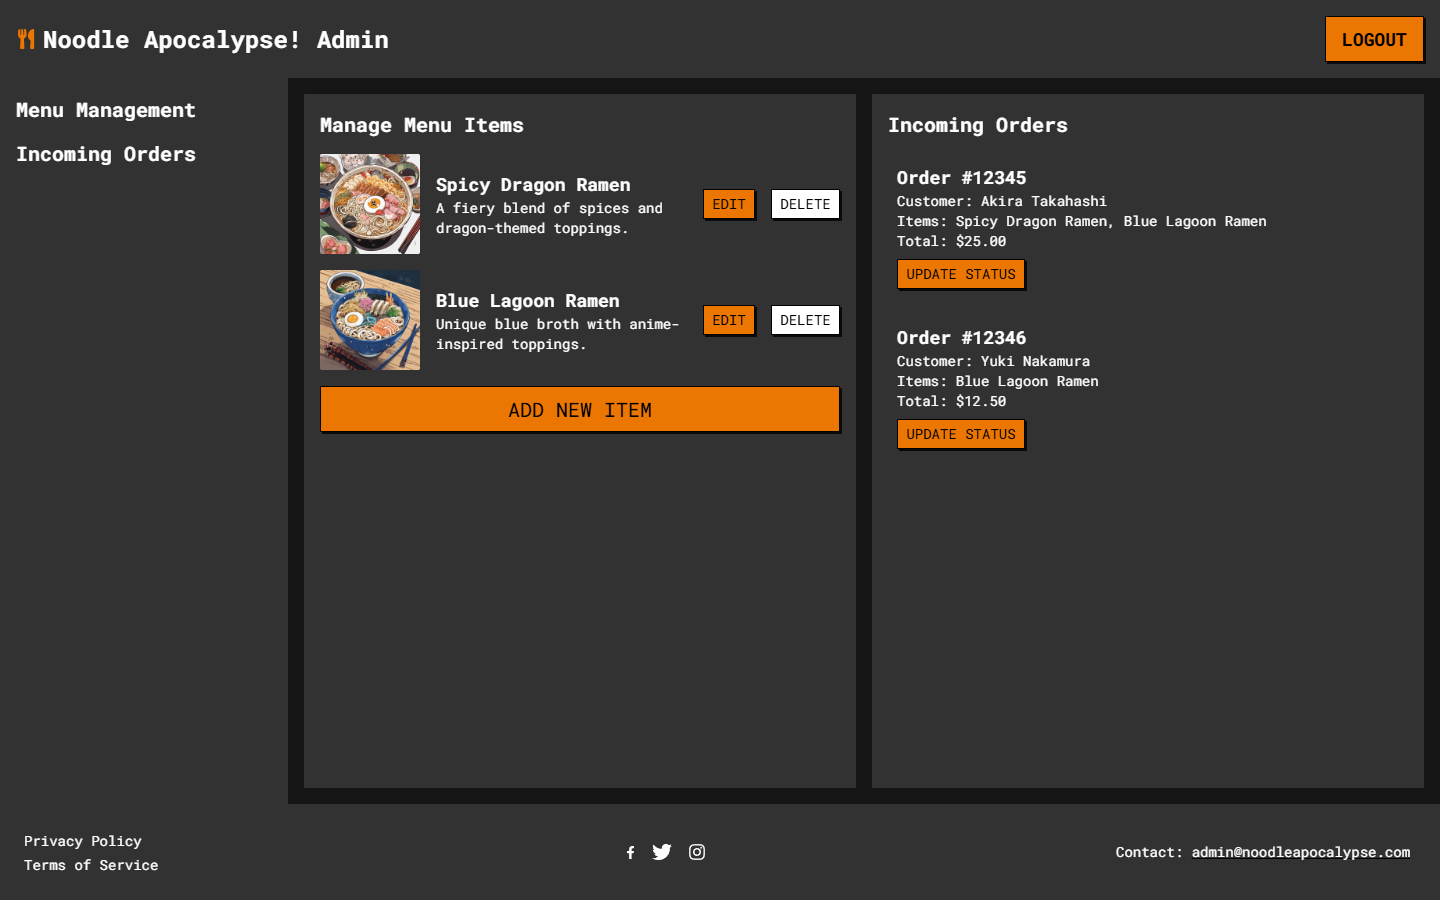 Noodle Apocalypse! Admin
LOGOUT
Menu Management
Incoming Orders
Manage Menu Items
Spicy Dragon Ramen
A fiery blend of spices and
dragon-themed toppings.
EDIT
DELETE
Blue Lagoon Ramen
Unique blue broth with anime-
inspired toppings.
EDIT
DELETE
ADD NEW ITEM
Incoming Orders
Order #12345
Customer: Akira Takahashi
Items: Spicy Dragon Ramen, Blue Lagoon Ramen
Total: $25.00
UPDATE STATUS
Order #12346
Customer: Yuki Nakamura
Items: Blue Lagoon Ramen
Total: $12.50
UPDATE STATUS
Privacy Policy
Terms of Service
Contact: admin@noodleapocalypse.com